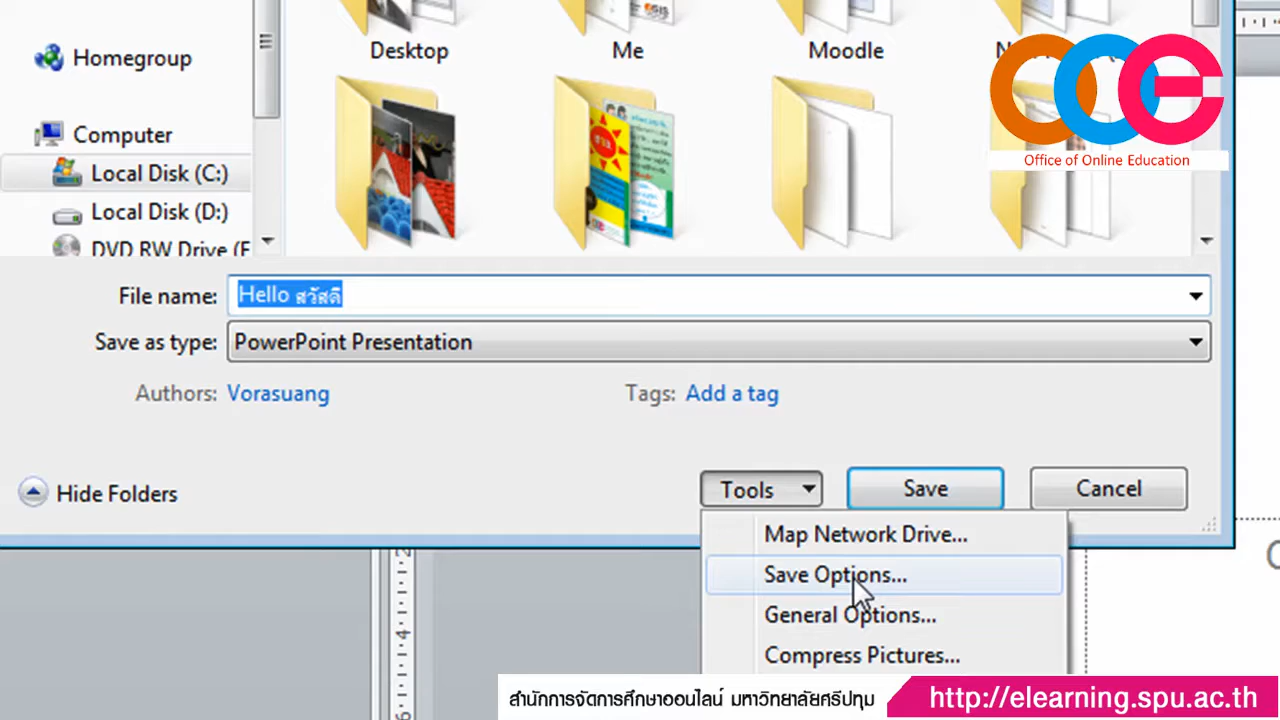 Desktop
Me
Moodle
Homegroup
Computer
Local Disk (C:)
Local Disk (D:)
DVD RW Drive (F
Office of Online Education
File name:
Hello สวัสดี
Save as type:
PowerPoint Presentation
Authors:
Vorasuang
Tags:
Add a tag
Hide Folders
Tools
Save
Cancel
Map Network Drive...
Save Options...
General Options...
Compress Pictures...
สำนักการจัดการศึกษาออนไลน์ มหาวิทยาลัยศรีปทุม
http://elearning.spu.ac.th